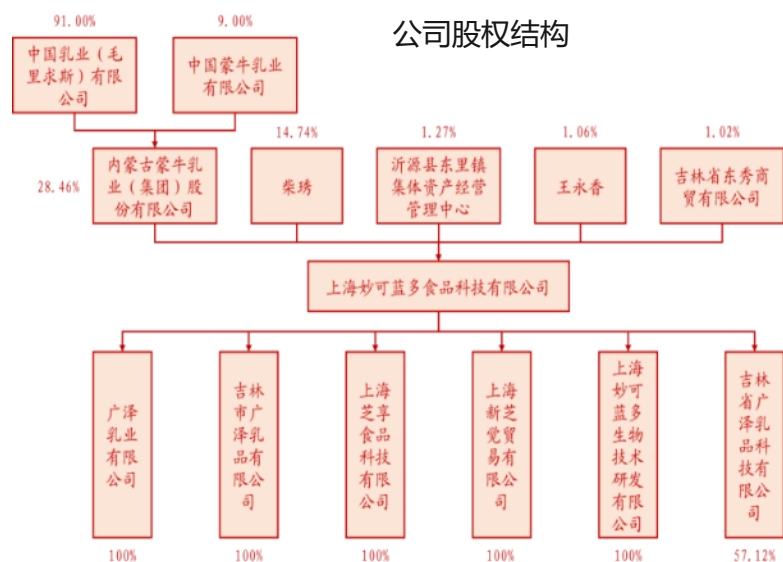 91.00%
9.00%
公司股权结构
中国乳业（毛
里求斯）有限
公司
中国蒙牛乳业
有限公司
14.74%
1.27%
1.06%
1.02%
28.46%
内蒙古蒙牛乳
业（集团）股
份有限公司
柴琇
沂源县东里镇
集体资产经营
管理中心
王永香
吉林省东秀商
贸有限公司
上海妙可蓝多食品科技有限公司
广泽
乳业
有限
公司
吉林
市广
泽乳
品有
限公
司
上海
芝享
食品
科技
有限
公司
上海
新芝
觉贸
易有
限公
司
上海
妙可
蓝多
生物
技术
研发
有限
公司
吉林
省广
泽乳
品科
技有
限公
司
100%
100%
100%
100%
100%
57.12%